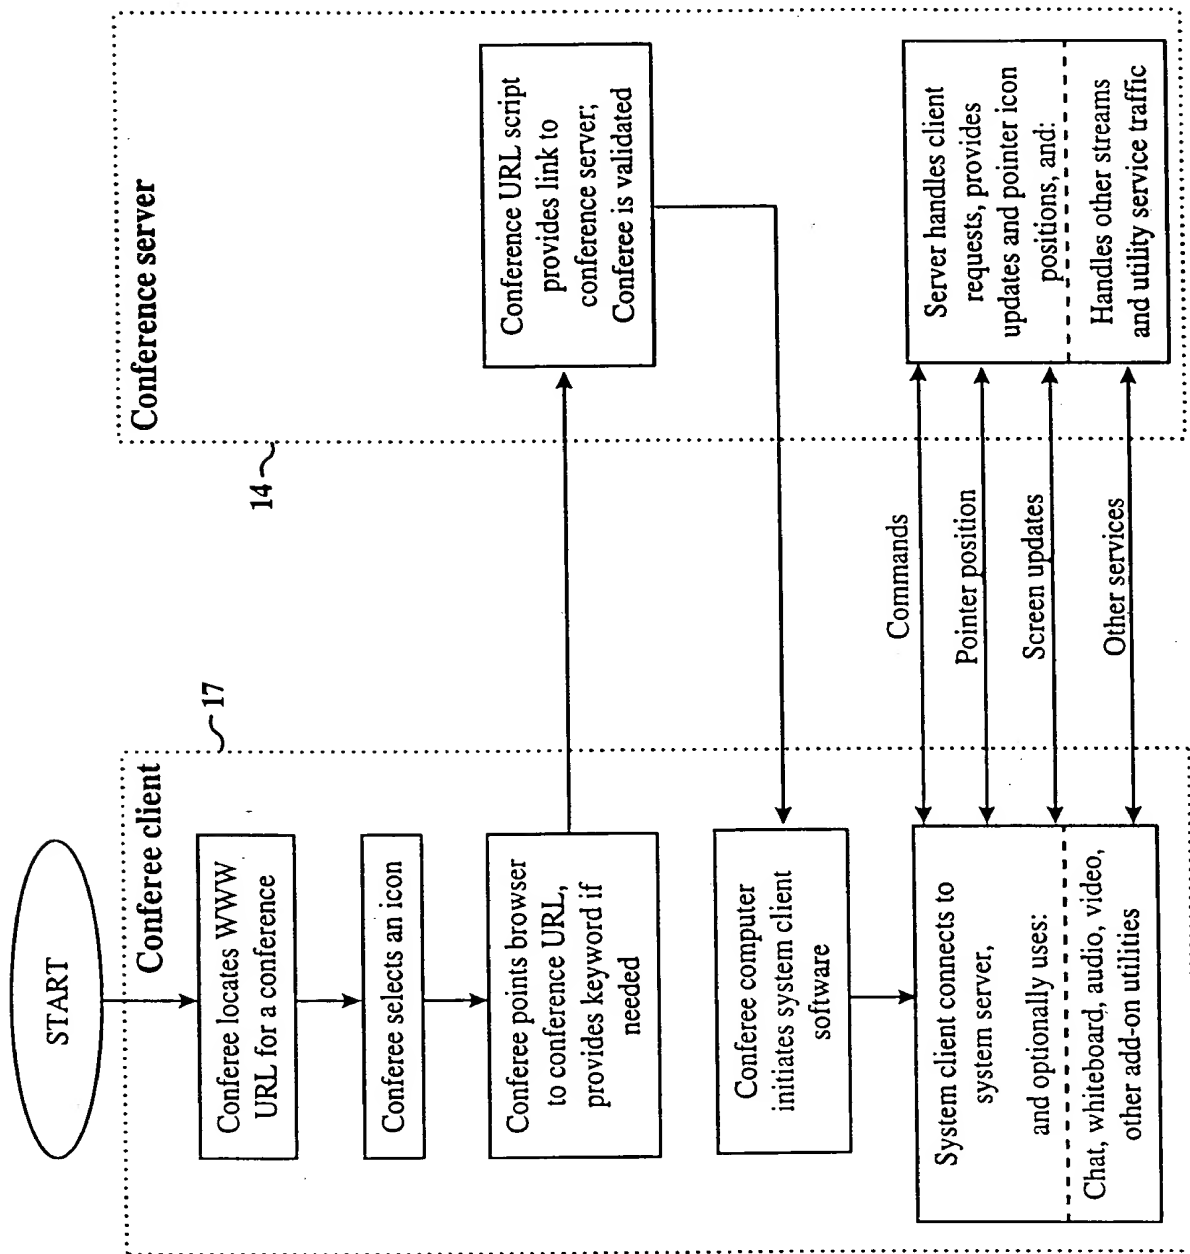 START
Conferee client
17
Conferee locates WWW
URL for a conference
Conferee selects an icon
Conferee points browser
to conference URL,
provides keyword if
needed
Conferee computer
initiates system client
software
System client connects to
system server,
and optionally uses:
Chat, whiteboard, audio, video,
other add-on utilities
Commands
Pointer position
Screen updates
Other services
14
Conference server
Conference URL script
provides link to
conference server;
Conferee is validated
Server handles client
requests, provides
updates and pointer icon
positions, and:
Handles other streams
and utility service traffic